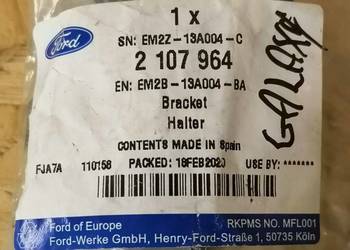 1 x
Ford
SN: EM2Z-13A004-C
2 107 964
EN: EM2B-13A004-BA
Bracket
Halter
CONTENTS MADE IN Spain
FJA7A 110158 PACKED: 16FEB2020 USE BY: *******
GALAXY
Ford of Europe RKPMS NO. MFL001
Ford-Werke GmbH, Henry-Ford-Straße 1, 50735 Köln